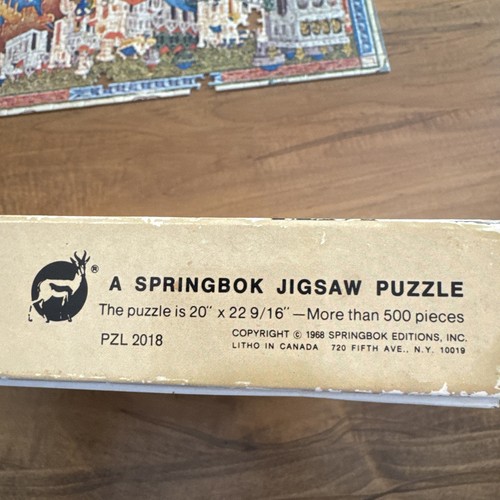 ®
A SPRINGBOK JIGSAW PUZZLE
The puzzle is 20" x 22 9/16" — More than 500 pieces
PZL 2018
COPYRIGHT © 1968 SPRINGBOK EDITIONS, INC.
LITHO IN CANADA 720 FIFTH AVE., N.Y. 10019